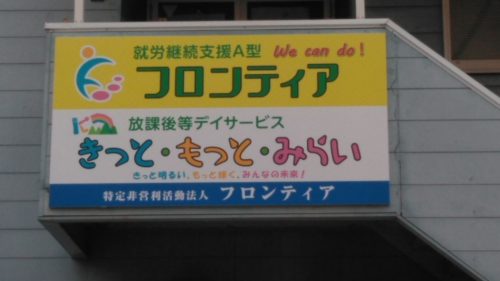 就労継続支援A型 We can do!
フロンティア
放課後等デイサービス
きっと・もっと・みらい
きっと明るい、もっと輝く、みんなの未来!
特定非営利活動法人 フロンティア